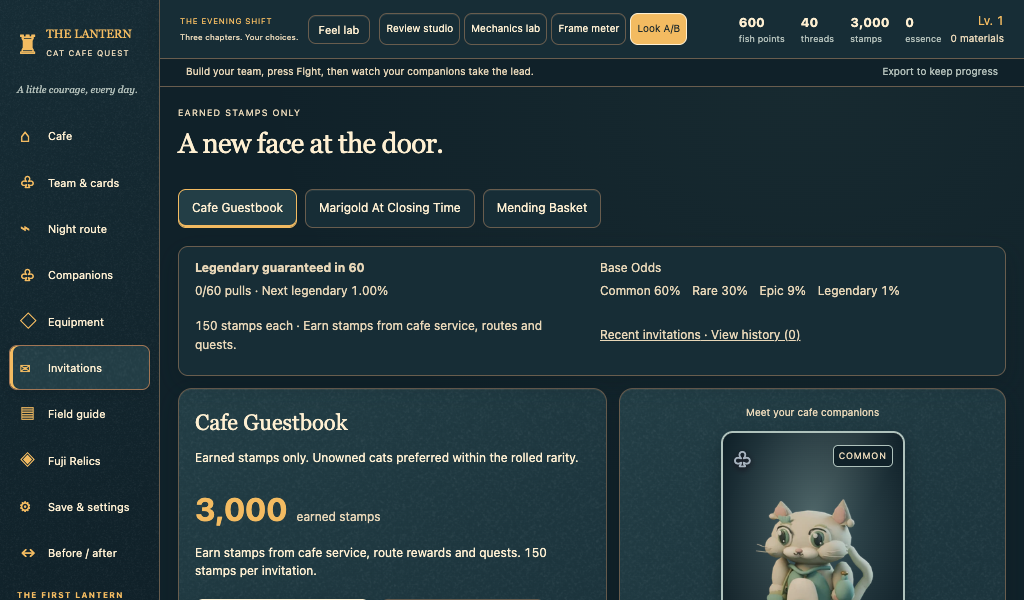 THE LANTERN
CAT CAFE QUEST
A little courage, every day.
Cafe
Team & cards
Night route
Companions
Equipment
Invitations
Field guide
Fuji Relics
Save & settings
Before / after
THE FIRST LANTERN
THE EVENING SHIFT
Three chapters. Your choices.
Feel lab
Review studio
Mechanics lab
Frame meter
Look A/B
600
fish points
40
threads
3,000
stamps
0
essence
Lv. 1
0 materials
Build your team, press Fight, then watch your companions take the lead.
Export to keep progress
EARNED STAMPS ONLY
A new face at the door.
Cafe Guestbook
Marigold At Closing Time
Mending Basket
Legendary guaranteed in 60
0/60 pulls · Next legendary 1.00%
150 stamps each · Earn stamps from cafe service, routes and
quests.
Base Odds
Common 60% Rare 30% Epic 9% Legendary 1%
Recent invitations · View history (0)
Cafe Guestbook
Earned stamps only. Unowned cats preferred within the rolled rarity.
3,000 earned stamps
Earn stamps from cafe service, route rewards and quests. 150
stamps per invitation.
Meet your cafe companions
COMMON